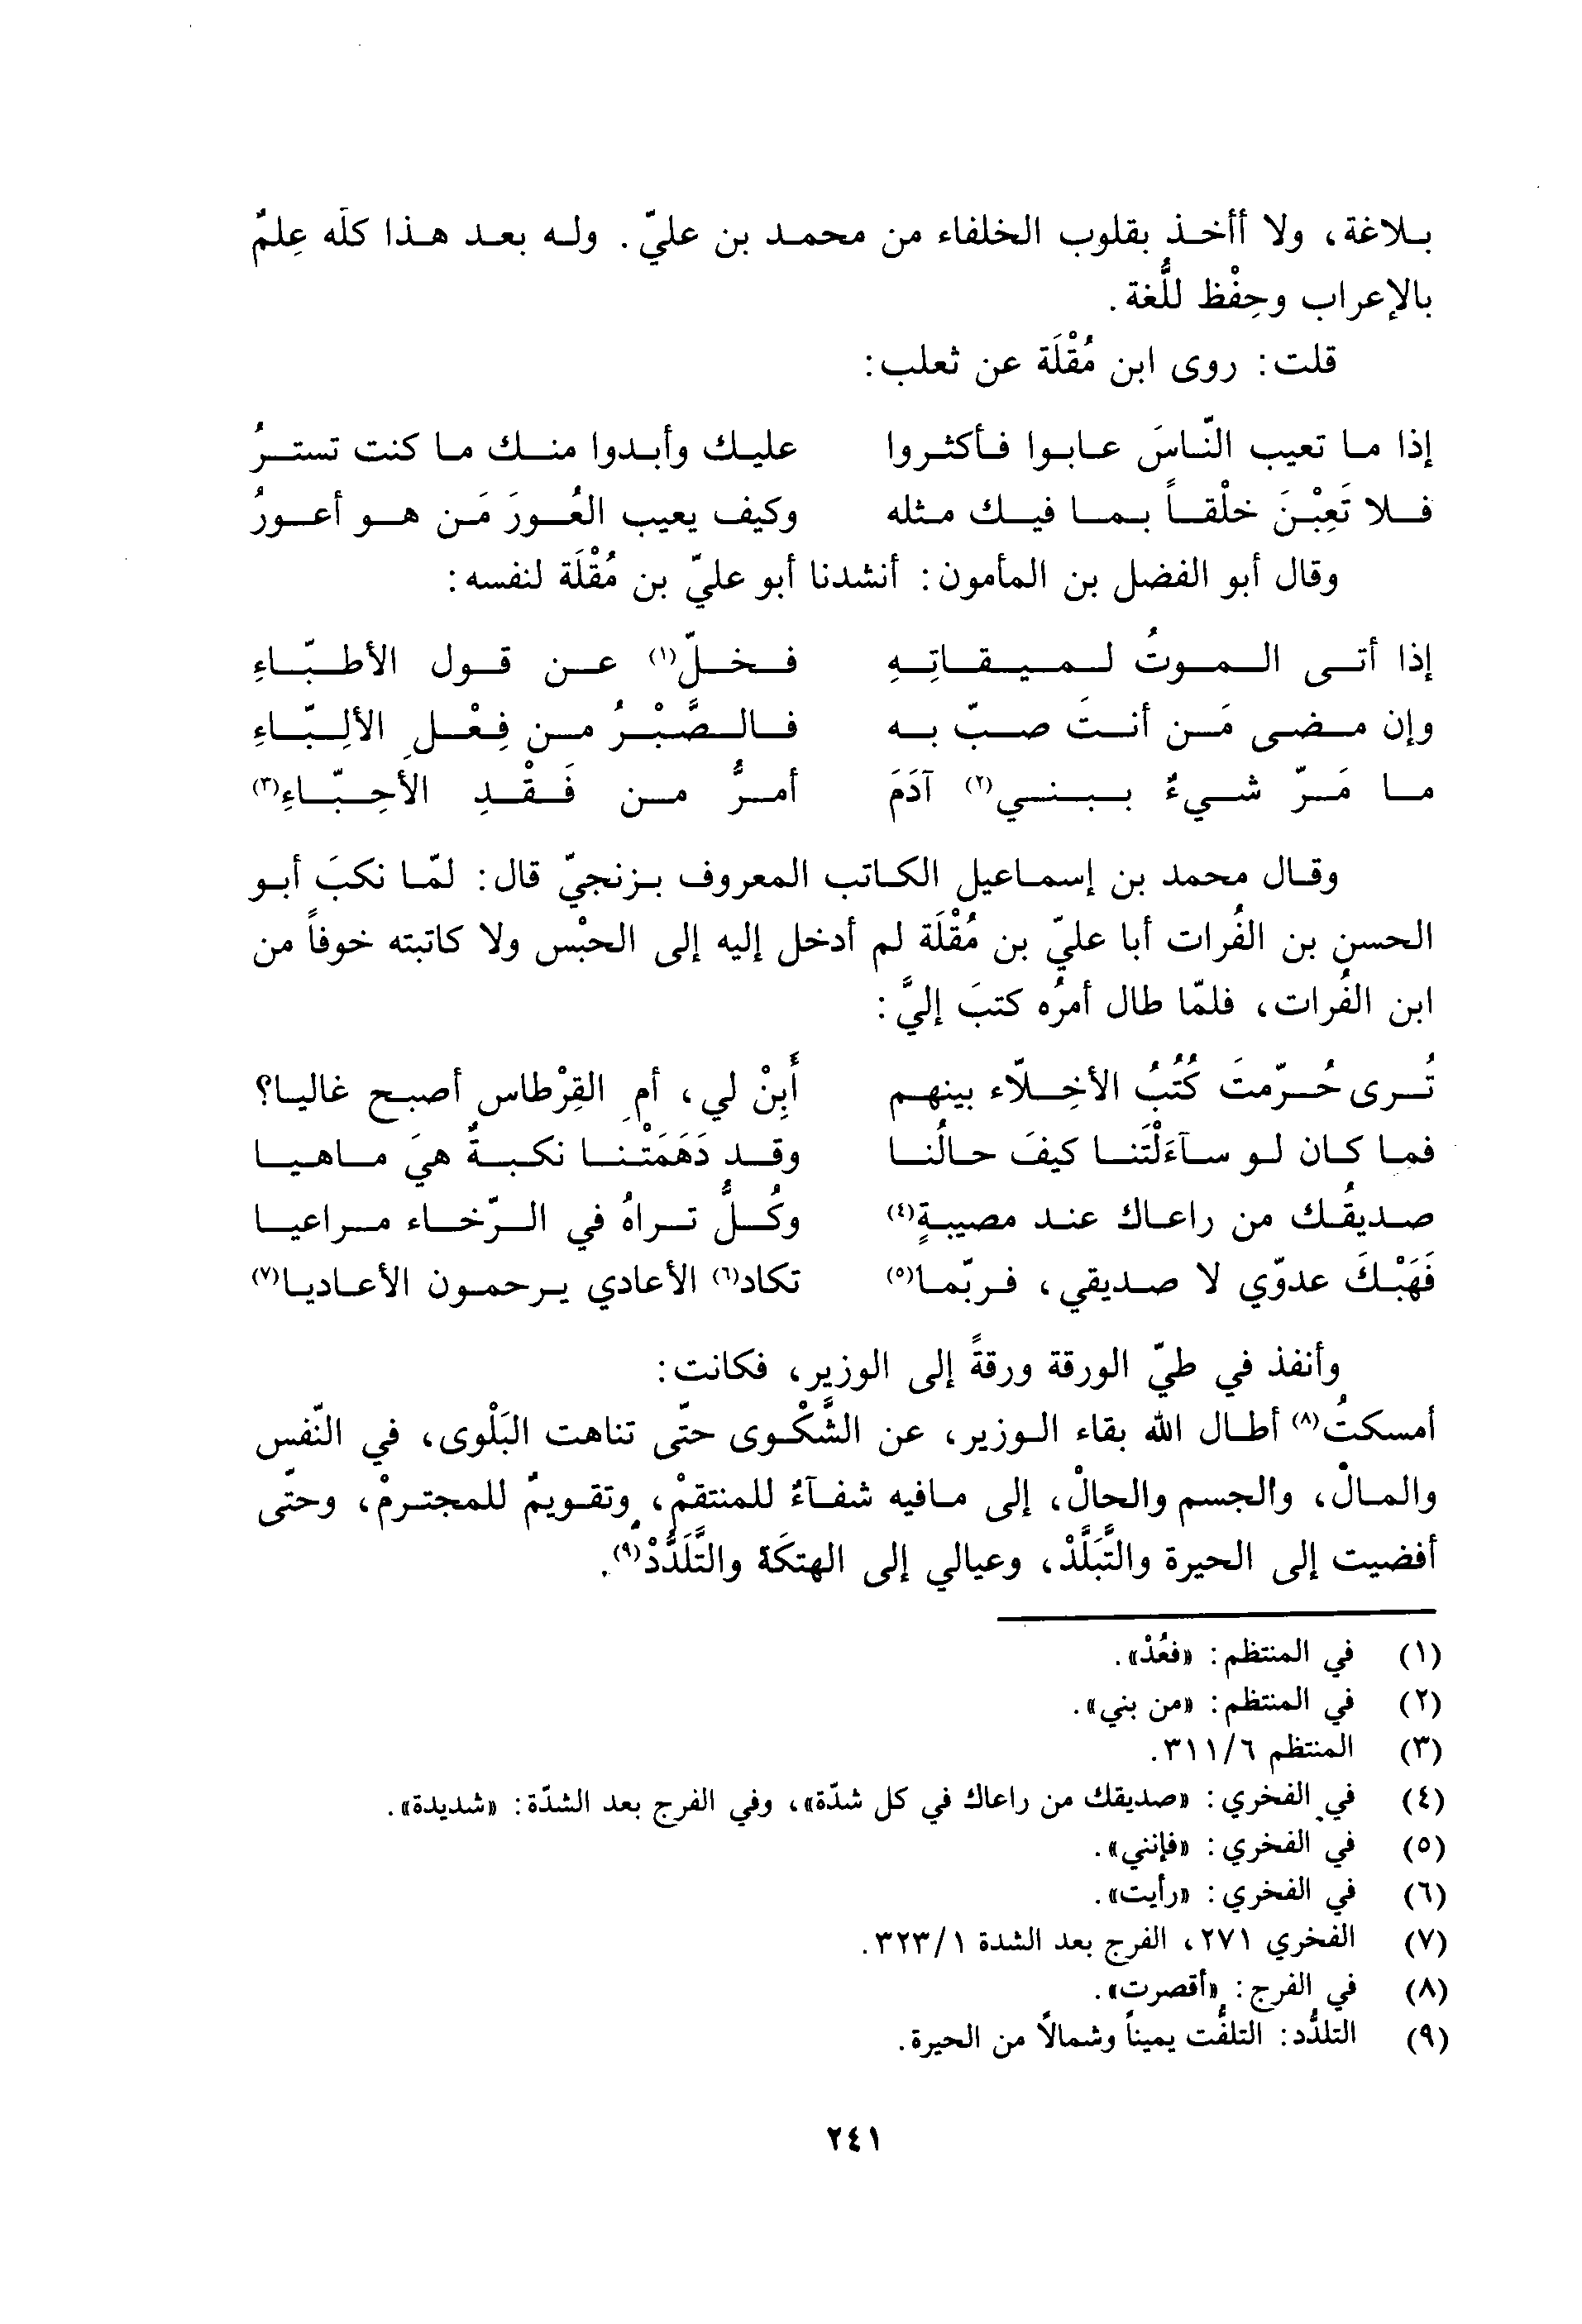 بلاغة، ولا أأخذ بقلوب الخلفاء من محمد بن عليّ. وله بعد هذا كلّه عِلمٌ
بالإعراب وحِفْظ للُّغة.
قلت: روى ابن مُقْلَة عن ثعلب:
إذا ما تعيب النّاسَ عابوا فأكثروا عليك وأبدوا منك ما كنت تسترُ
فلا تَعِبْنَ خلْقاً بما فيك مثله وكيف يعيب العُورَ مَن هو أعورُ
وقال أبو الفضل بن المأمون: أنشدنا أبو عليّ بن مُقْلَة لنفسه:
إذا أتى الموتُ لميقاتِهِ فخلّ(١) عن قول الأطبّاءِ
وإن مضى مَن أنتَ صبّ به فالصَّبْرُ من فِعْلِ الألِبّاءِ
ما مَرّ شيءٌ ببني(٢) آدَمَ أمرُّ من فَقْدِ الأحِبّاءِ(٣)
وقال محمد بن إسماعيل الكاتب المعروف بزنجيّ قال: لمّا نكبَ أبو
الحسن بن الفُرات أبا عليّ بن مُقْلَة لم أدخل إليه إلى الحبْس ولا كاتبته خوفاً من
ابن الفُرات، فلمّا طال أمرُه كتبَ إليَّ:
تُرى حُرّمتَ كُتُبُ الأخِلّاء بينهم أَبِنْ لي، أمِ القِرْطاس أصبح غاليا؟
فما كان لو ساءَلْتَنا كيفَ حالُنا وقد دَهَمَتْنا نكبةٌ هيَ ماهيا
صديقُك من راعاك عند مصيبةٍ(٤) وكُلُّ تراهُ في الرّخاء مراعيا
فَهَبْكَ عدوّي لا صديقي، فربّما(٥) تكاد(٦) الأعادي يرحمون الأعاديا(٧)
وأنفذ في طيّ الورقة ورقةً إلى الوزير، فكانت:
أمسكتُ(٨) أطال الله بقاء الوزير، عن الشَّكْوى حتّى تناهت البَلْوى، في النّفس
والمالْ، والجسم والحالْ، إلى مافيه شفآءٌ للمنتقمْ، وتقويمٌ للمجترمْ، وحتّى
أفضيت إلى الحيرة والتَّبَلَّدْ، وعيالي إلى الهتكَة والتَّلَدُّدْ(٩).
(١) في المنتظم: «فعُدْ».
(٢) في المنتظم: «من بني».
(٣) المنتظم ٣١١/٦.
(٤) في الفخري: «صديقك من راعاك في كل شدّة»، وفي الفرج بعد الشدّة: «شديدة».
(٥) في الفخري: «فإنني».
(٦) في الفخري: «رأيت».
(٧) الفخري ٢٧١، الفرج بعد الشدة ٣٢٣/١.
(٨) في الفرج: «أقصرت».
(٩) التلدُّد: التلفُّت يميناً وشمالاً من الحيرة.
٢٤١